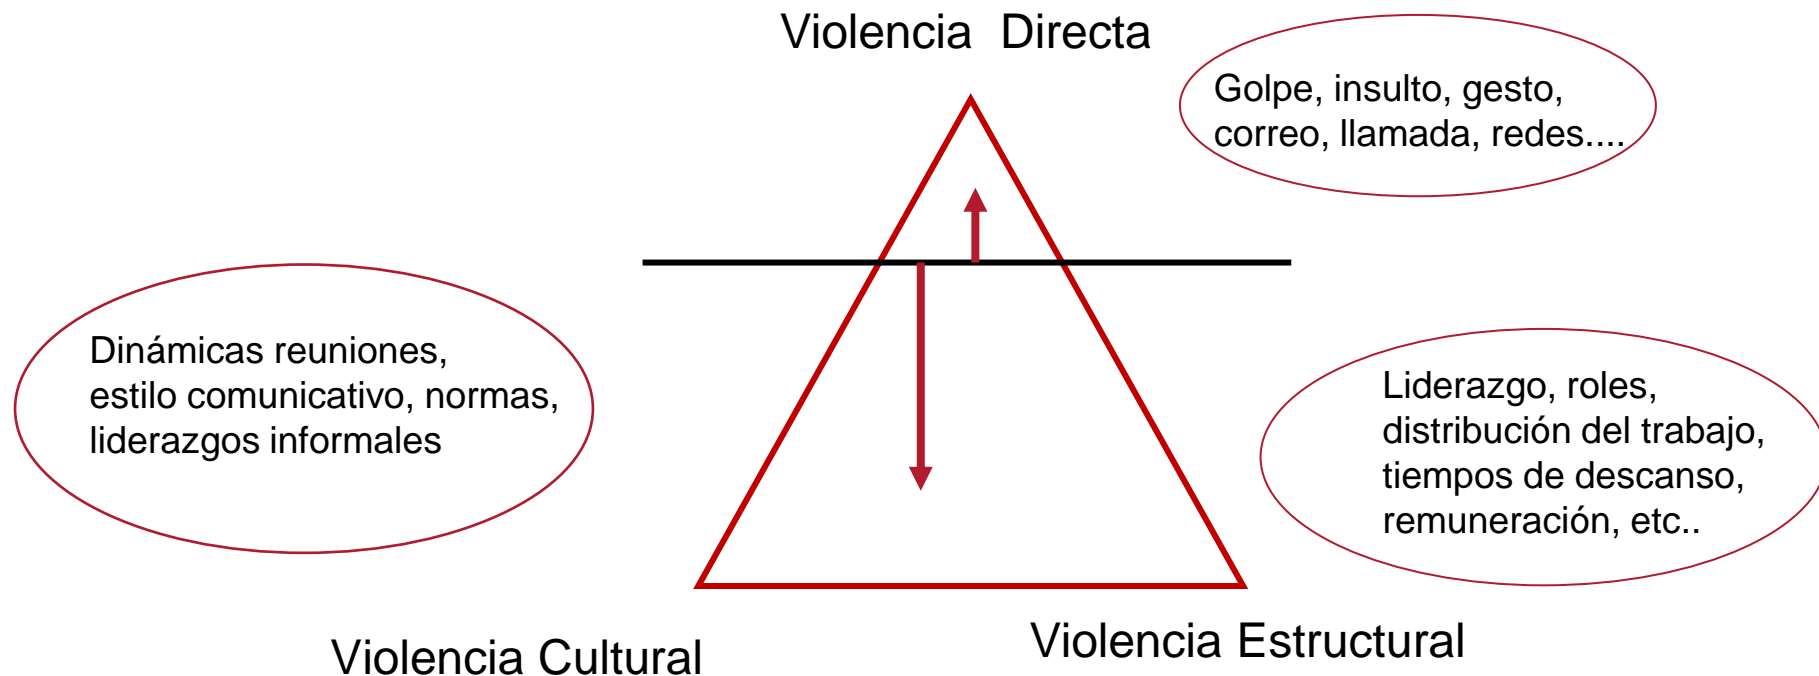 Violencia  Directa
Golpe, insulto, gesto,
correo, llamada, redes....
Dinámicas reuniones,
estilo comunicativo, normas,
liderazgos informales
Liderazgo, roles,
distribución del trabajo,
tiempos de descanso,
remuneración, etc..
Violencia Cultural
Violencia Estructural